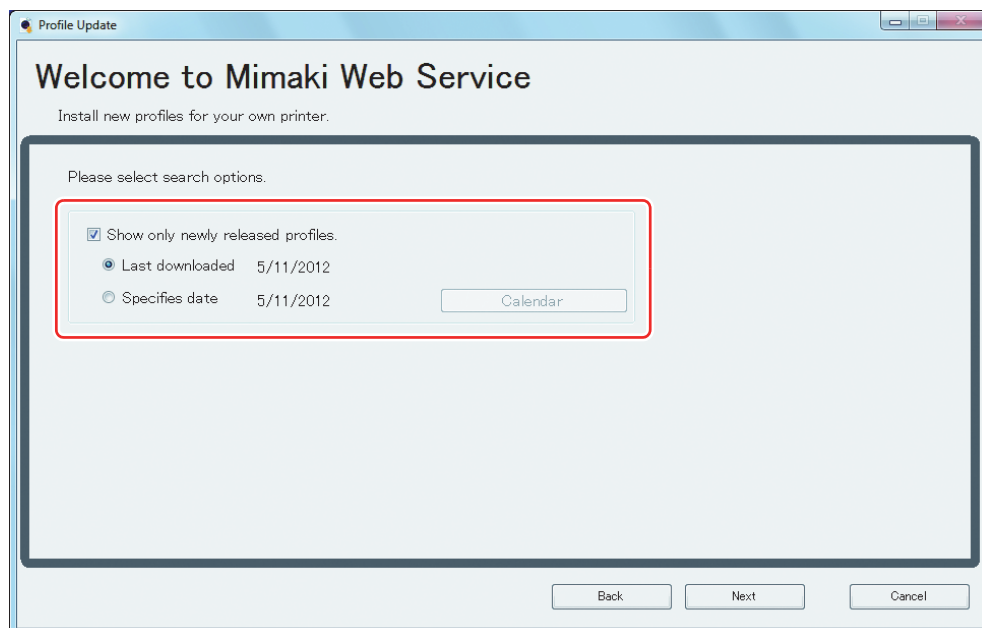 Profile Update
Welcome to Mimaki Web Service
Install new profiles for your own printer.
Please select search options.
Show only newly released profiles.
Last downloaded 5/11/2012
Specifies date 5/11/2012 Calendar
Back Next Cancel